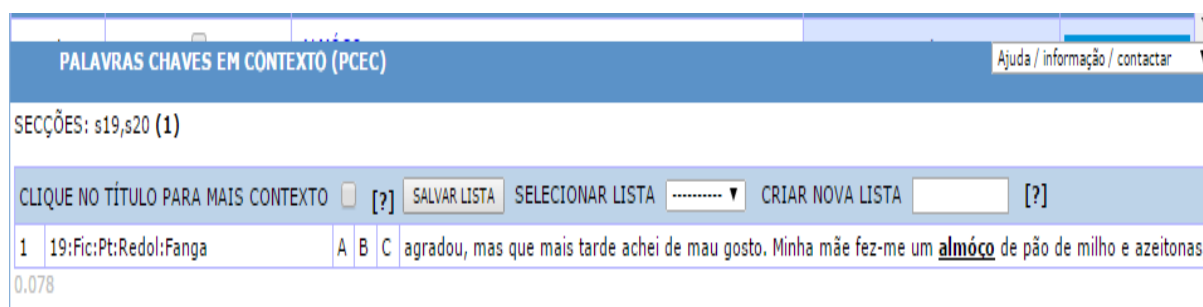 PALAVRAS CHAVES EM CONTEXTO (PCEC) Ajuda / informação / contactar
SECÇÕES: s19,s20 (1)
CLIQUE NO TÍTULO PARA MAIS CONTEXTO [?] SALVAR LISTA SELECIONAR LISTA ---------- CRIAR NOVA LISTA [?]
1 19:Fic:Pt:Redol:Fanga A B C agradou, mas que mais tarde achei de mau gosto. Minha mãe fez-me um almóço de pão de milho e azeitonas
0.078